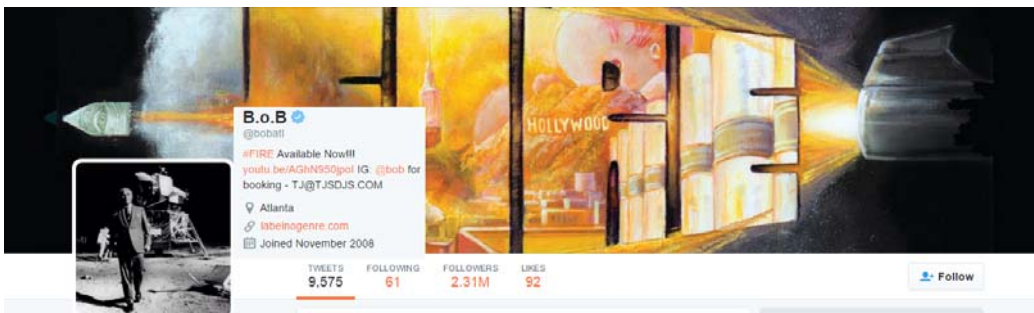 HOLLYWOOD
B.o.B
@bobatl
#FIRE Available Now!!!
youtu.be/AGhN950jpoI IG: @bob for
booking - TJ@TJSDJS.COM
Atlanta
labelnogenre.com
Joined November 2008
TWEETS FOLLOWING FOLLOWERS LIKES
9,575 61 2.31M 92
Follow